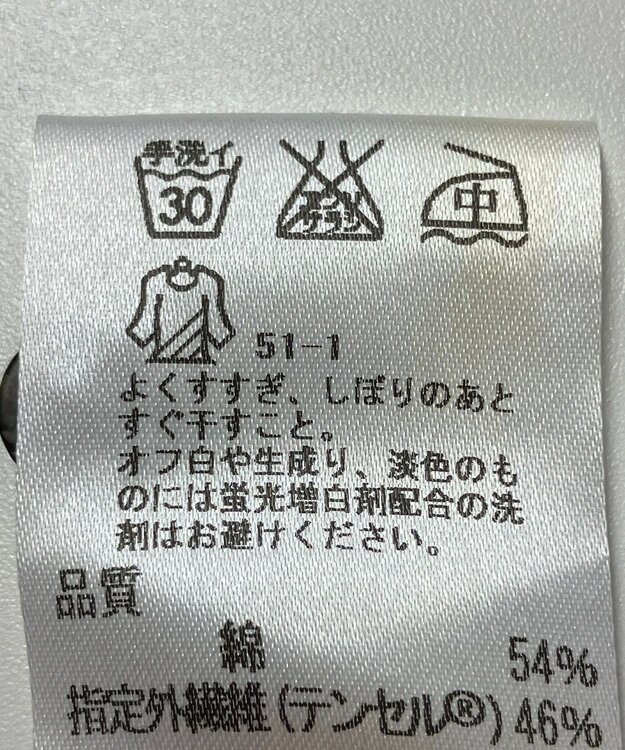 手洗イ
30
エンソ
サラシ
中
51-1
よくすすぎ、しぼりのあと
すぐ干すこと。
オフ白や生成り、淡色のも
のには蛍光増白剤配合の洗
剤はお避けください。
品質
綿 54%
指定外繊維(テンセル®) 46%